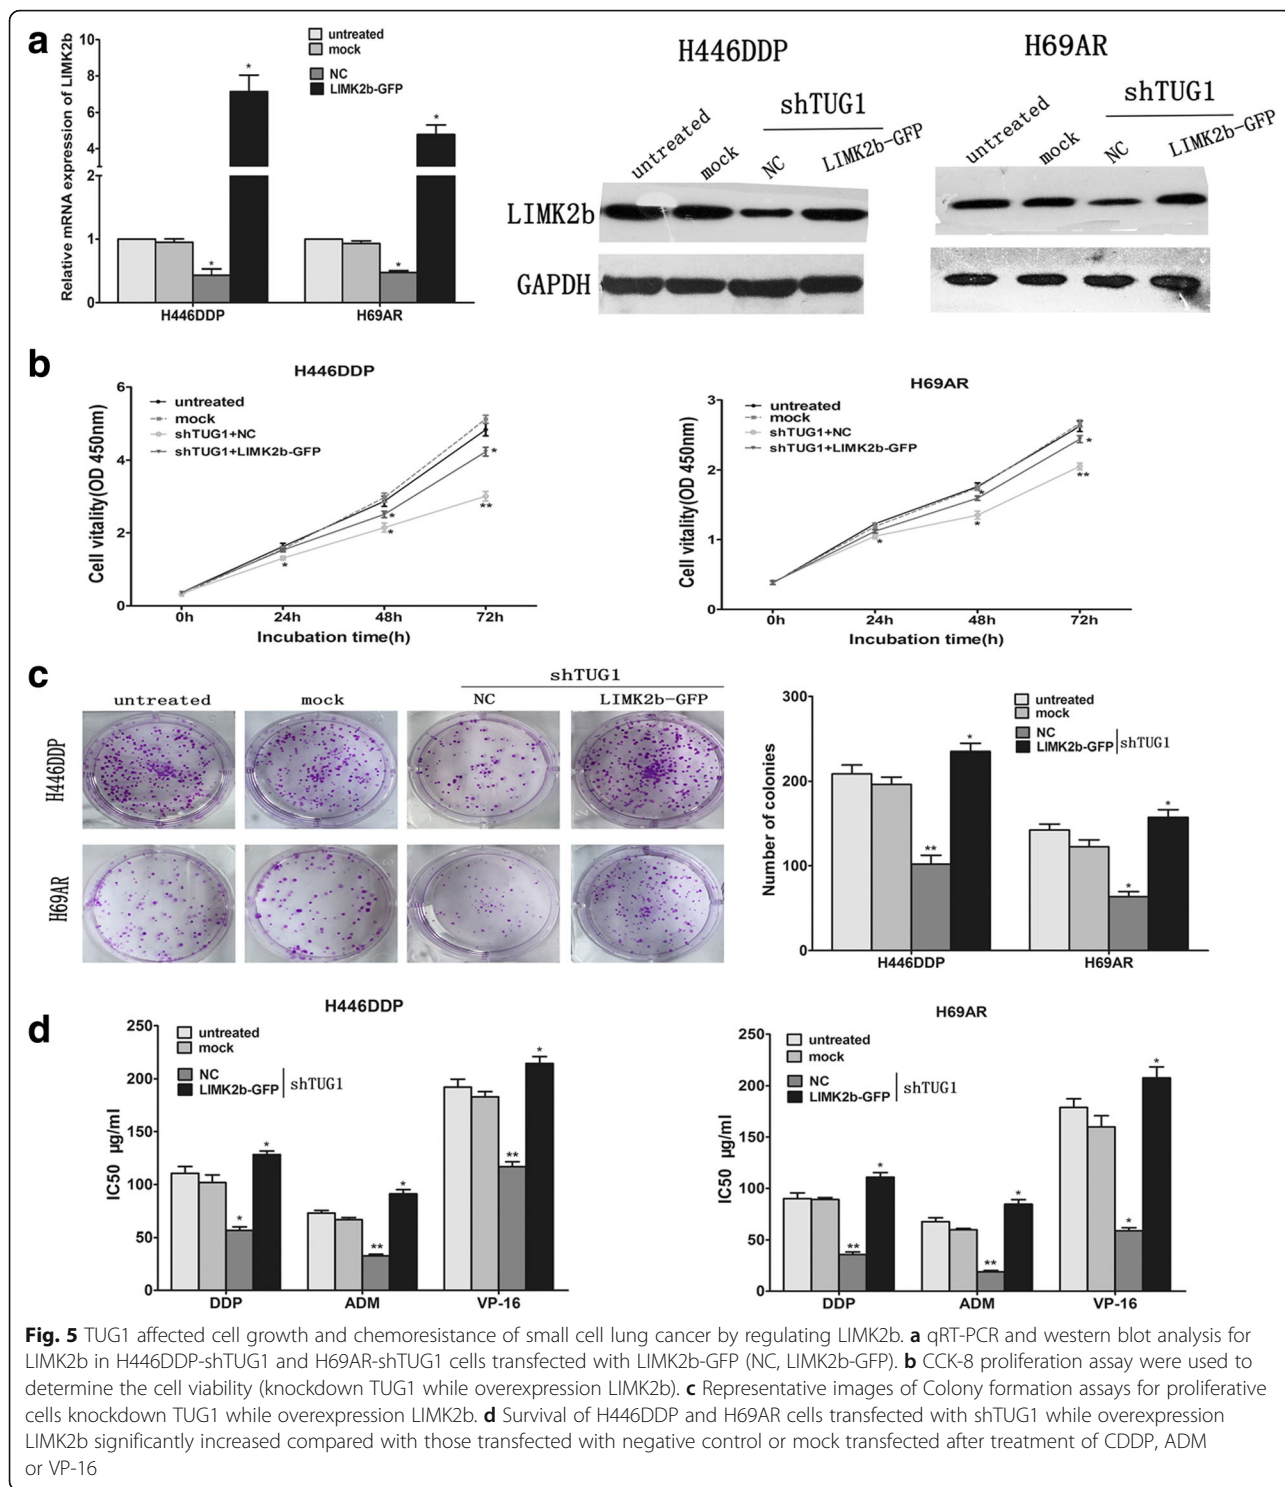 a
Relative mRNA expression of LIMK2b
10
8
6
4
2
1
0
untreated
mock
NC
LIMK2b-GFP
*
*
*
*
H446DDP
H69AR
H446DDP
H69AR
shTUG1
shTUG1
untreated
mock
NC
LIMK2b-GFP
untreated
mock
NC
LIMK2b-GFP
LIMK2b
GAPDH
b
H446DDP
Cell vitality(OD 450nm)
6
4
2
0
untreated
mock
shTUG1+NC
shTUG1+LIMK2b-GFP
*
*
*
*
**
0h 24h 48h 72h
Incubation time(h)
H69AR
Cell vitality(OD 450nm)
3
2
1
0
untreated
mock
shTUG1+NC
shTUG1+LIMK2b-GFP
*
*
*
*
**
0h 24h 48h 72h
Incubation time(h)
c
shTUG1
untreated mock NC LIMK2b-GFP
H446DDP
H69AR
Number of colonies
300
200
100
0
untreated
mock
NC
LIMK2b-GFP
shTUG1
**
*
*
*
H446DDP
H69AR
d
H446DDP
IC50 µg/ml
250
200
150
100
50
0
untreated
mock
NC
LIMK2b-GFP
shTUG1
*
*
**
*
**
*
DDP ADM VP-16
H69AR
IC50 µg/ml
250
200
150
100
50
0
untreated
mock
NC
LIMK2b-GFP
shTUG1
**
*
**
*
*
*
DDP ADM VP-16
Fig. 5 TUG1 affected cell growth and chemoresistance of small cell lung cancer by regulating LIMK2b. a qRT-PCR and western blot analysis for
LIMK2b in H446DDP-shTUG1 and H69AR-shTUG1 cells transfected with LIMK2b-GFP (NC, LIMK2b-GFP). b CCK-8 proliferation assay were used to
determine the cell viability (knockdown TUG1 while overexpression LIMK2b). c Representative images of Colony formation assays for proliferative
cells knockdown TUG1 while overexpression LIMK2b. d Survival of H446DDP and H69AR cells transfected with shTUG1 while overexpression
LIMK2b significantly increased compared with those transfected with negative control or mock transfected after treatment of CDDP, ADM
or VP-16